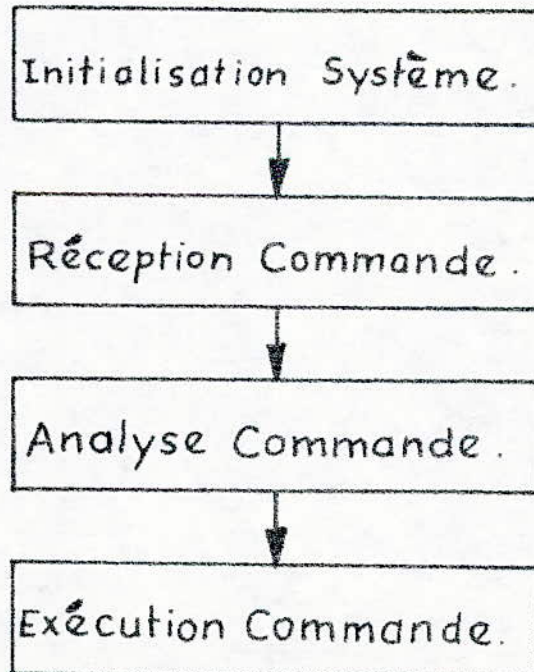 Initialisation Système.
Réception Commande.
Analyse Commande.
Exécution Commande.